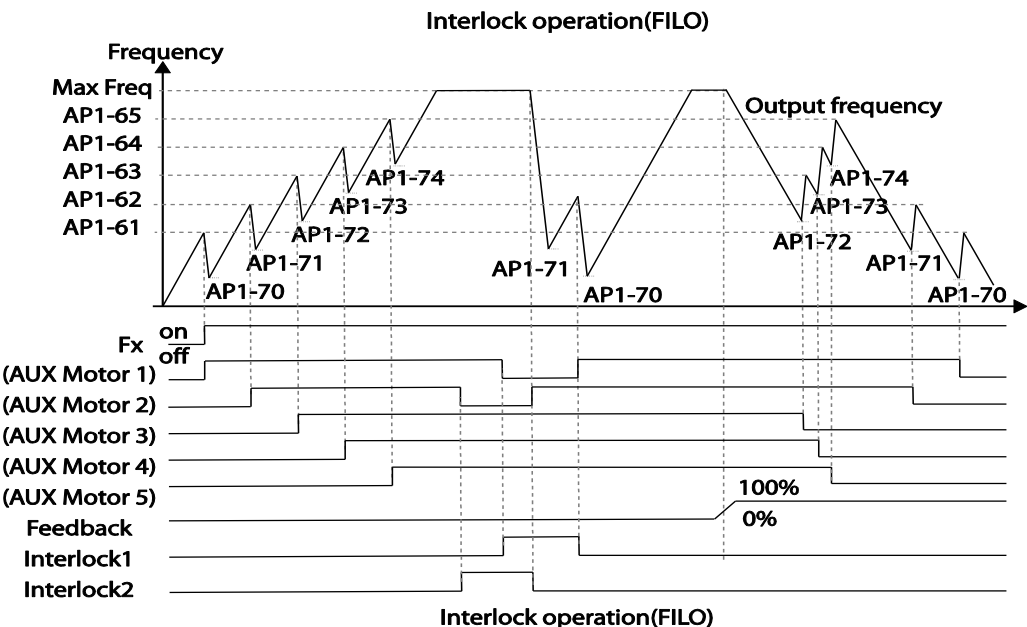 Interlock operation(FILO)
Frequency
Max Freq
AP1-65
Output frequency
AP1-64
AP1-63
AP1-74
AP1-74
AP1-62
AP1-73
AP1-73
AP1-61
AP1-72
AP1-72
AP1-71
AP1-71
AP1-71
AP1-70
AP1-70
AP1-70
on
Fx
off
(AUX Motor 1)
(AUX Motor 2)
(AUX Motor 3)
(AUX Motor 4)
(AUX Motor 5)
100%
Feedback
0%
Interlock1
Interlock2
Interlock operation(FILO)